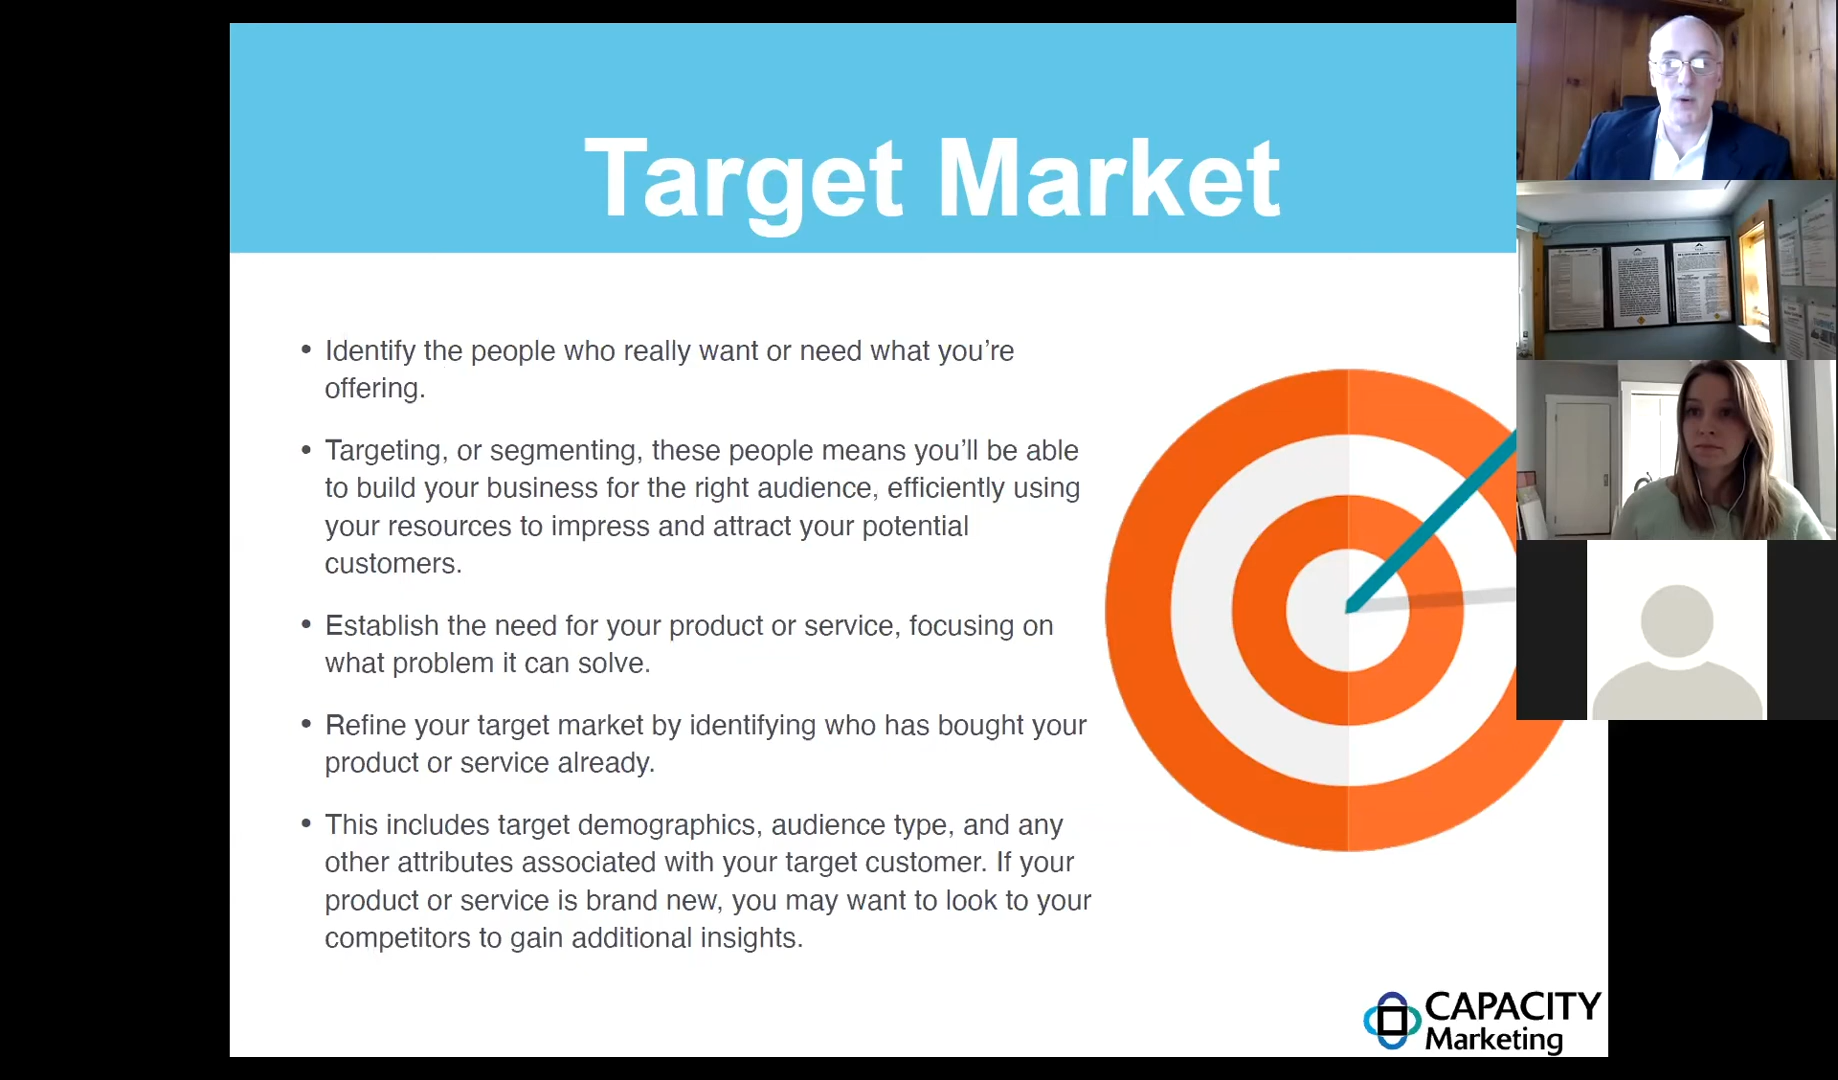 Target Market
• Identify the people who really want or need what you’re
offering.
• Targeting, or segmenting, these people means you’ll be able
to build your business for the right audience, efficiently using
your resources to impress and attract your potential
customers.
• Establish the need for your product or service, focusing on
what problem it can solve.
• Refine your target market by identifying who has bought your
product or service already.
• This includes target demographics, audience type, and any
other attributes associated with your target customer. If your
product or service is brand new, you may want to look to your
competitors to gain additional insights.
CAPACITY
Marketing